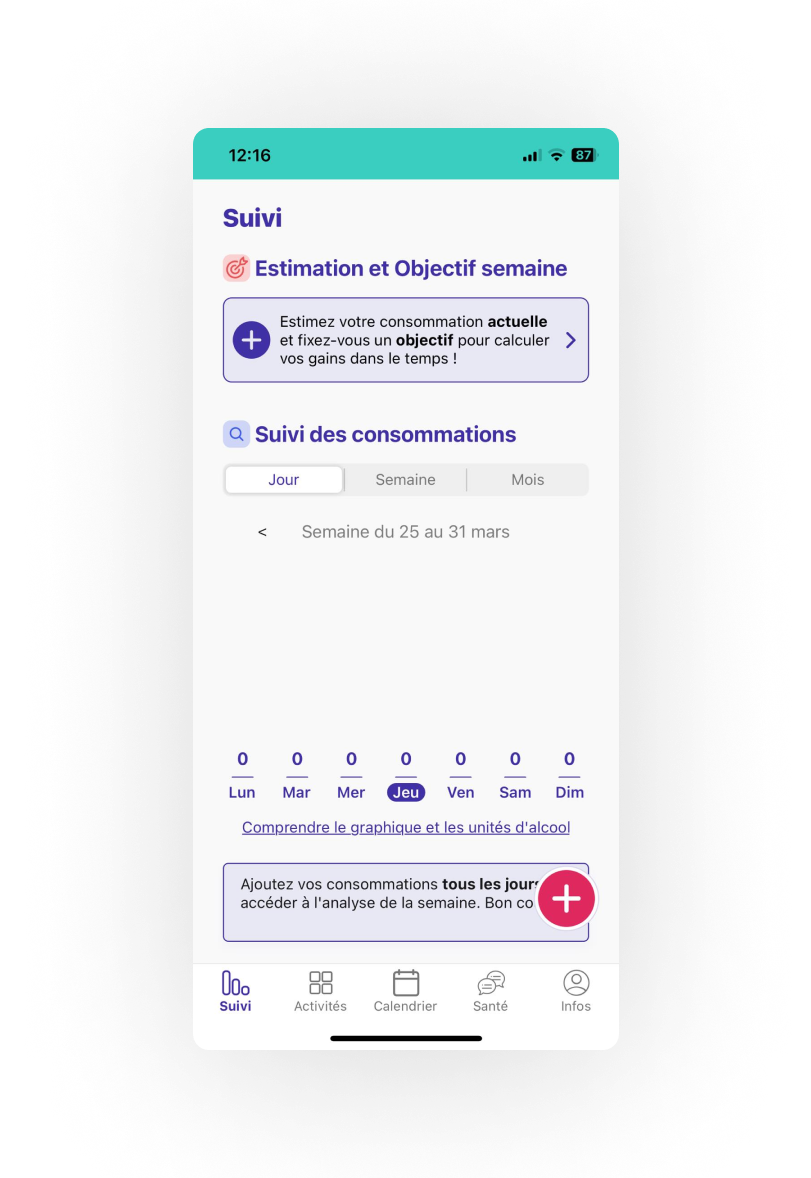 12:16
87
Suivi
Estimation et Objectif semaine
Estimez votre consommation actuelle
et fixez-vous un objectif pour calculer
vos gains dans le temps !
Suivi des consommations
Jour Semaine Mois
< Semaine du 25 au 31 mars
0 0 0 0 0 0 0
Lun Mar Mer Jeu Ven Sam Dim
Comprendre le graphique et les unités d'alcool
Ajoutez vos consommations tous les jours
accéder à l'analyse de la semaine. Bon co
Suivi Activités Calendrier Santé Infos